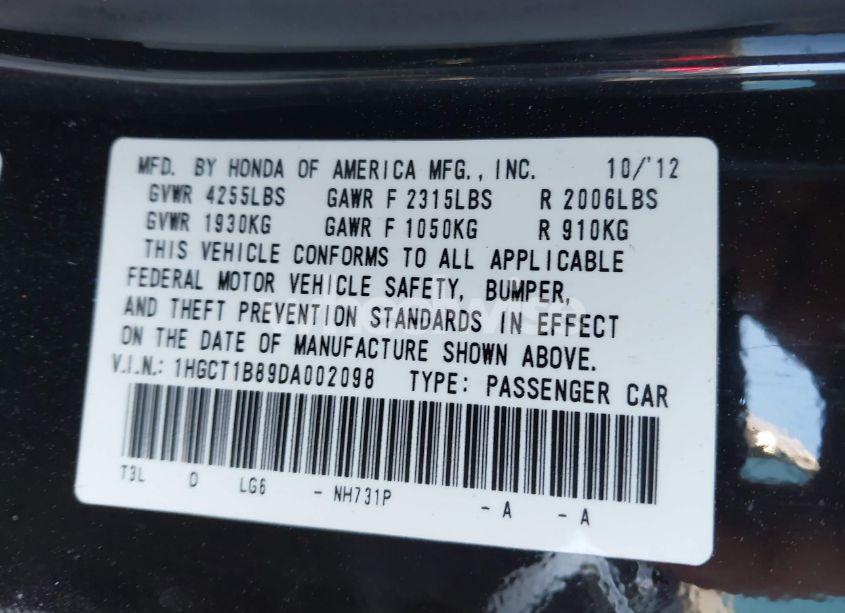 MFD. BY HONDA OF AMERICA MFG., INC. 10/'12
GVWR 4255LBS GAWR F 2315LBS R 2006LBS
GVWR 1930KG GAWR F 1050KG R 910KG
THIS VEHICLE CONFORMS TO ALL APPLICABLE
FEDERAL MOTOR VEHICLE SAFETY, BUMPER,
AND THEFT PREVENTION STANDARDS IN EFFECT
ON THE DATE OF MANUFACTURE SHOWN ABOVE.
V.I.N.: 1HGCT1B89DA002098 TYPE: PASSENGER CAR
T3L D LG6 - NH731P - A - A